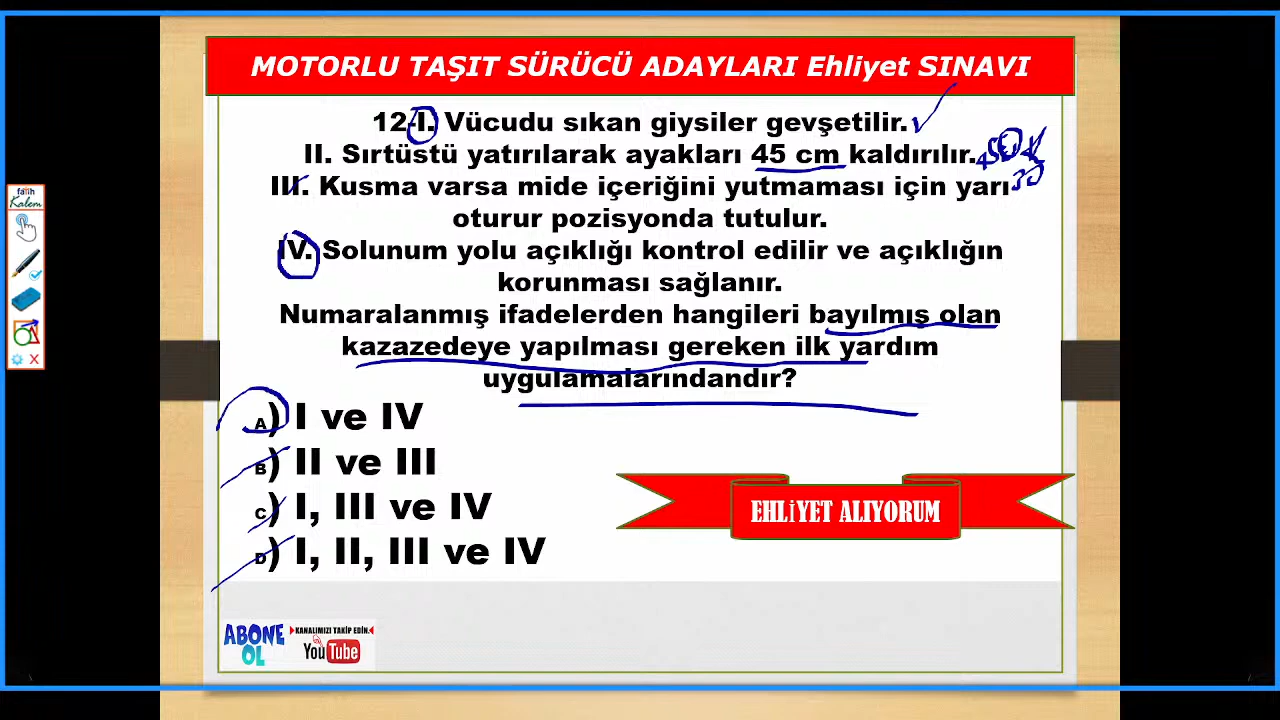 MOTORLU TAŞIT SÜRÜCÜ ADAYLARI Ehliyet SINAVI
12-I. Vücudu sıkan giysiler gevşetilir.
II. Sırtüstü yatırılarak ayakları 45 cm kaldırılır.
30
III. Kusma varsa mide içeriğini yutmaması için yarı
oturur pozisyonda tutulur.
IV. Solunum yolu açıklığı kontrol edilir ve açıklığın
korunması sağlanır.
Numaralanmış ifadelerden hangileri bayılmış olan
kazazedeye yapılması gereken ilk yardım
uygulamalarındandır?
A) I ve IV
B) II ve III
C) I, III ve IV
D) I, II, III ve IV
EHLİYET ALIYORUM
fatih
Kalem
ABONE
OL
KANALIMIZI TAKİP EDİN.
YouTube